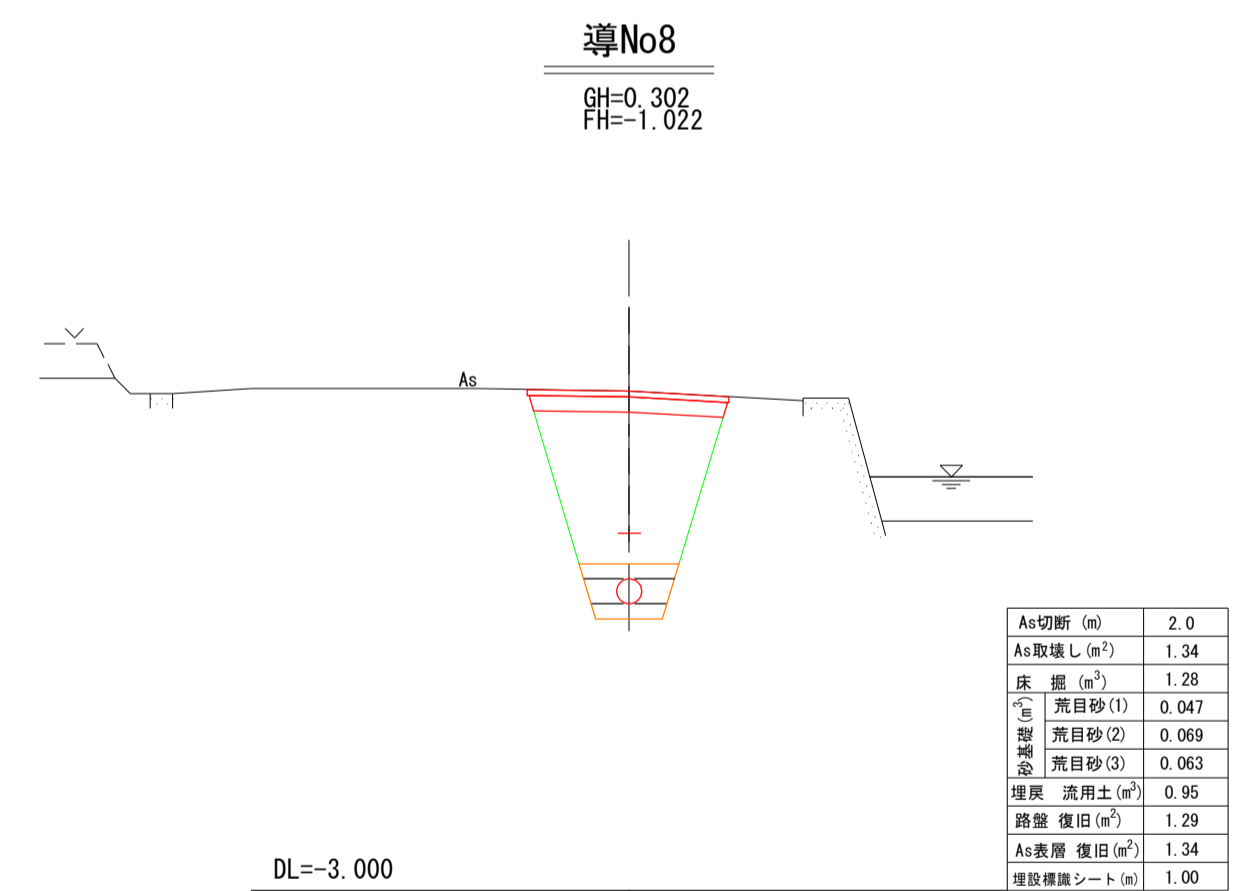 導No8
GH=0.302
FH=-1.022
As
As切断 (m) 2.0
As取壊し(m²) 1.34
床 掘 (m³) 1.28
砂基礎(m³)
荒目砂(1) 0.047
荒目砂(2) 0.069
荒目砂(3) 0.063
埋戻 流用土(m³) 0.95
路盤 復旧(m²) 1.29
As表層 復旧(m²) 1.34
埋設標識シート(m) 1.00
DL=-3.000